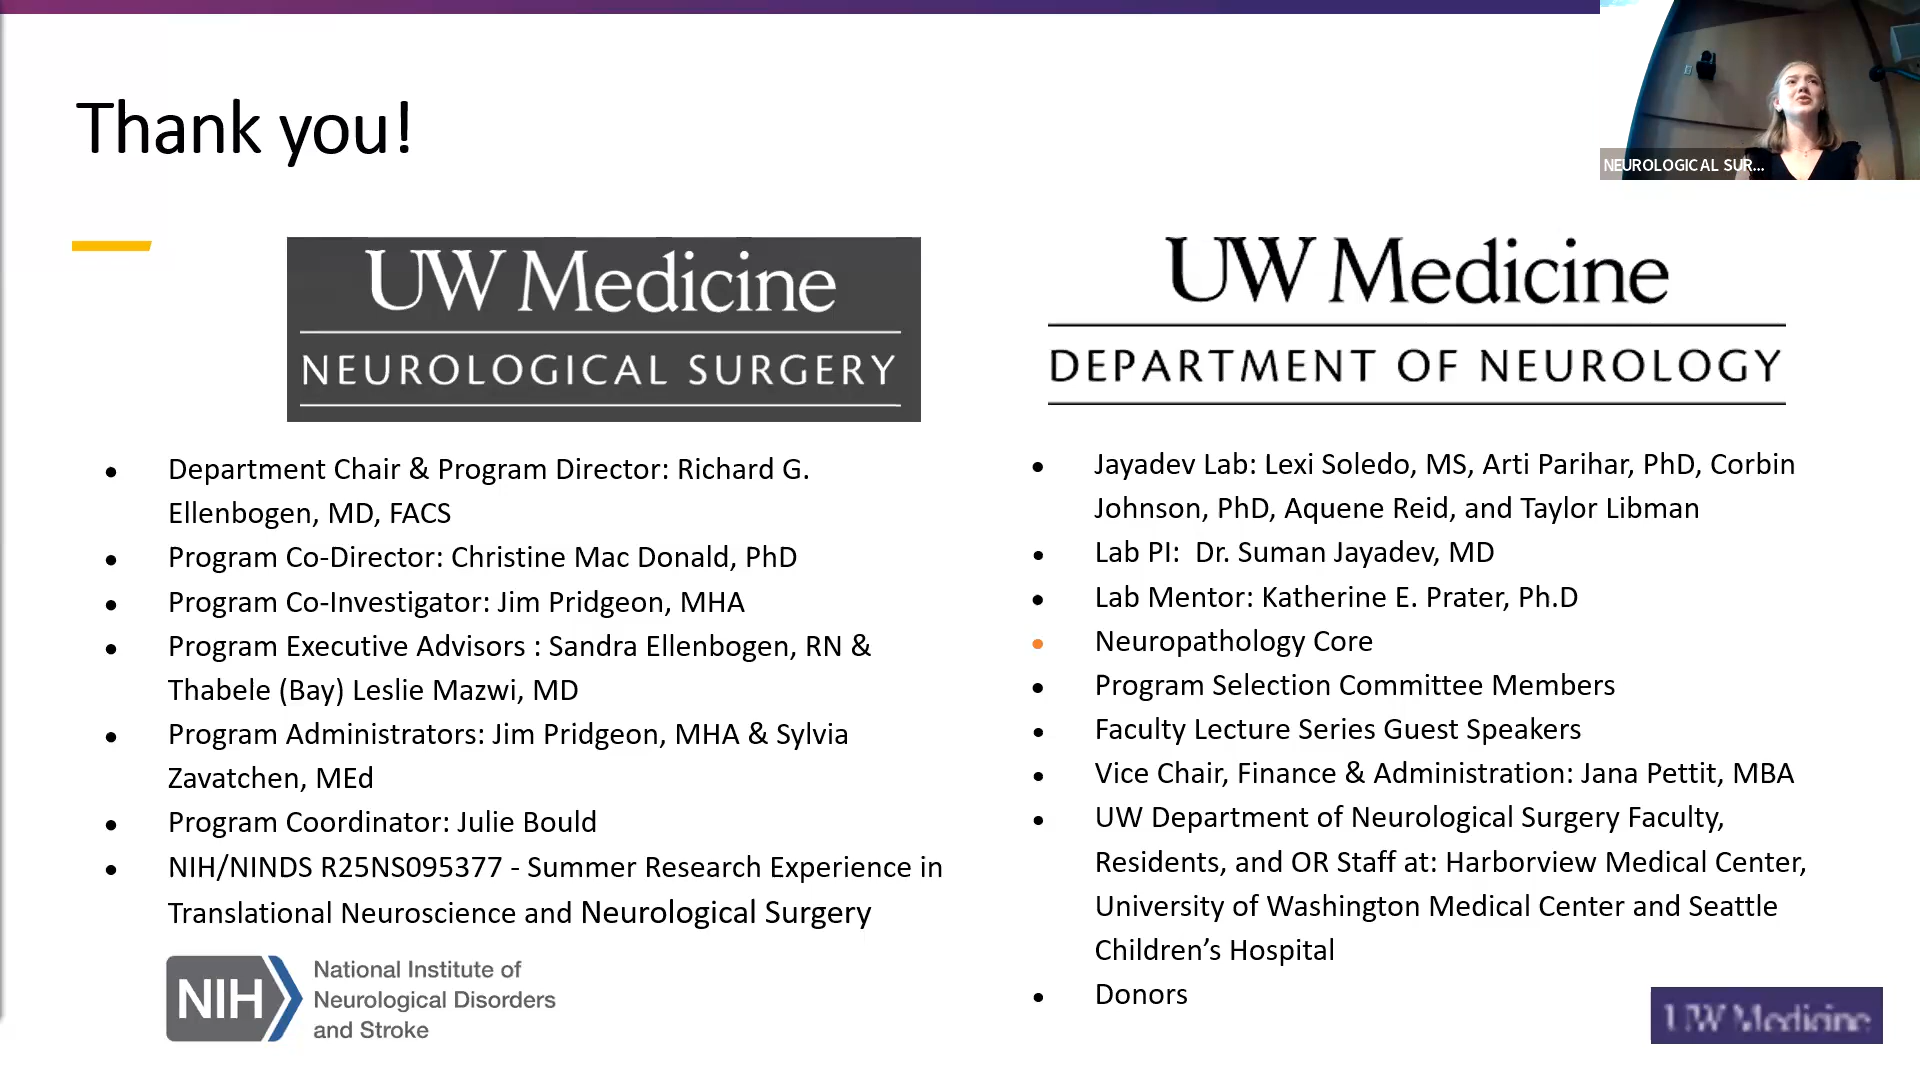 NEUROLOGICAL SUR...
Thank you!
UW Medicine
NEUROLOGICAL SURGERY
● Department Chair & Program Director: Richard G.
Ellenbogen, MD, FACS
● Program Co-Director: Christine Mac Donald, PhD
● Program Co-Investigator: Jim Pridgeon, MHA
● Program Executive Advisors : Sandra Ellenbogen, RN &
Thabele (Bay) Leslie Mazwi, MD
● Program Administrators: Jim Pridgeon, MHA & Sylvia
Zavatchen, MEd
● Program Coordinator: Julie Bould
● NIH/NINDS R25NS095377 - Summer Research Experience in
Translational Neuroscience and Neurological Surgery
NIH
National Institute of
Neurological Disorders
and Stroke
UW Medicine
DEPARTMENT OF NEUROLOGY
● Jayadev Lab: Lexi Soledo, MS, Arti Parihar, PhD, Corbin
Johnson, PhD, Aquene Reid, and Taylor Libman
● Lab PI: Dr. Suman Jayadev, MD
● Lab Mentor: Katherine E. Prater, Ph.D
● Neuropathology Core
● Program Selection Committee Members
● Faculty Lecture Series Guest Speakers
● Vice Chair, Finance & Administration: Jana Pettit, MBA
● UW Department of Neurological Surgery Faculty,
Residents, and OR Staff at: Harborview Medical Center,
University of Washington Medical Center and Seattle
Children’s Hospital
● Donors
UW Medicine